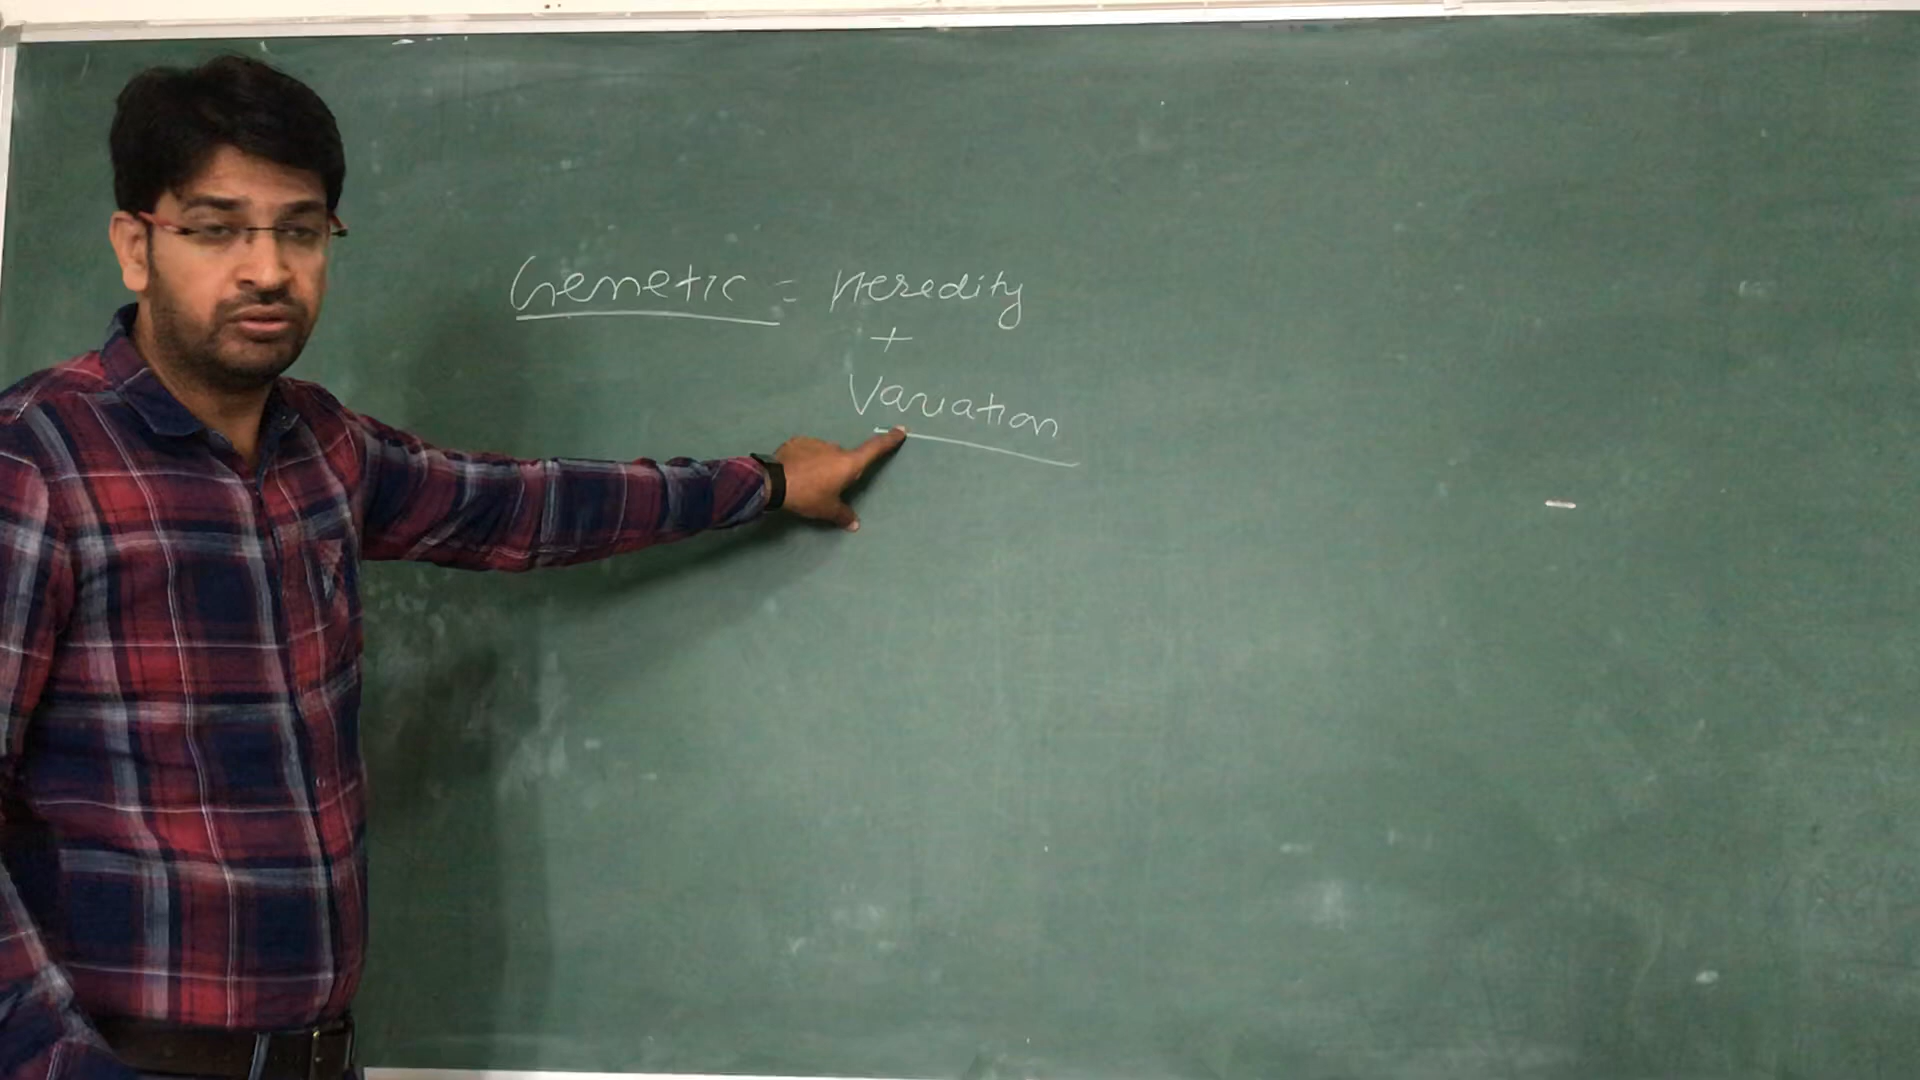 Genetic = Heredity
+
Variation